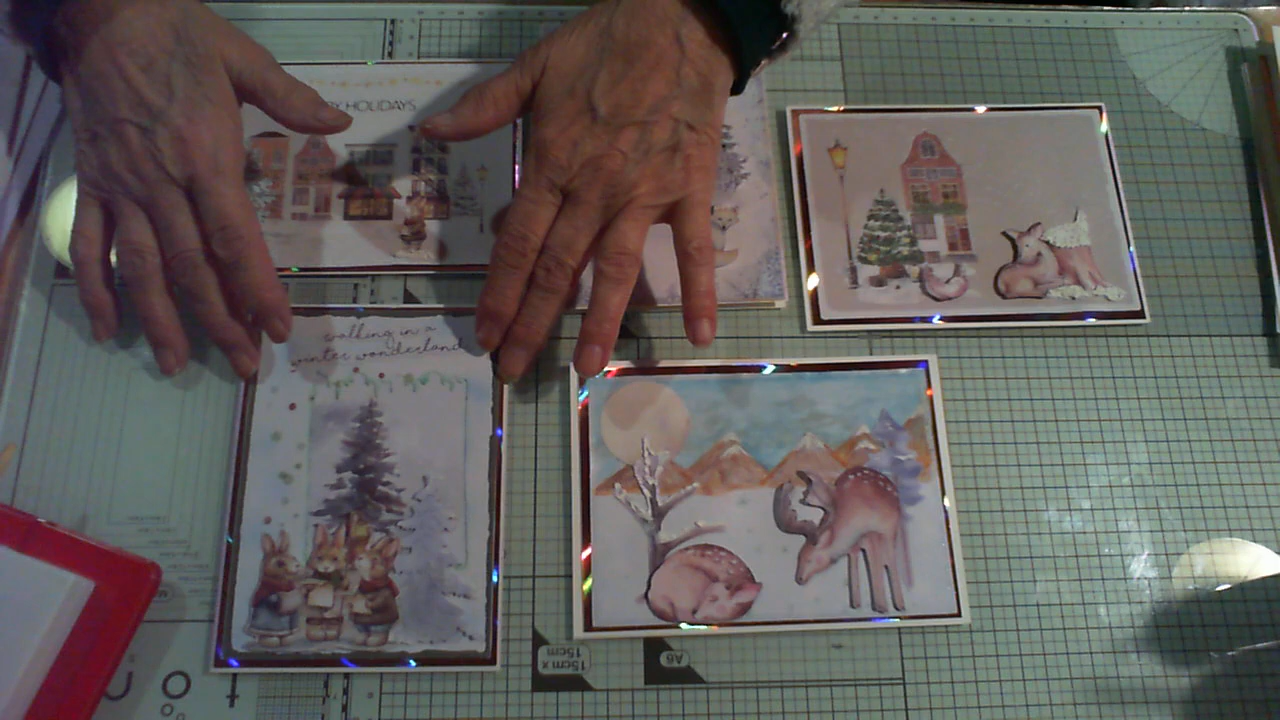 Y HOLIDAYS
walking in a
winter wonderland
15cm x
15cm
A6